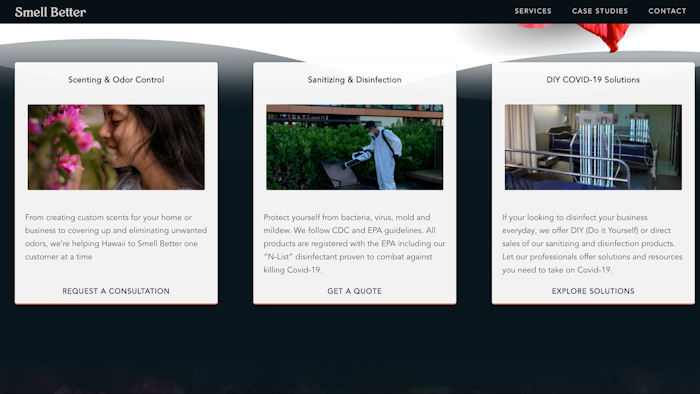 Smell Better
SERVICES
CASE STUDIES
CONTACT
Scenting & Odor Control
From creating custom scents for your home or
business to covering up and eliminating unwanted
odors, we're helping Hawaii to Smell Better one
customer at a time
REQUEST A CONSULTATION
Sanitizing & Disinfection
Protect yourself from bacteria, virus, mold and
mildew. We follow CDC and EPA guidelines. All
products are registered with the EPA including our
"N-List" disinfectant proven to combat against
killing Covid-19.
GET A QUOTE
DIY COVID-19 Solutions
If your looking to disinfect your business
everyday, we offer DIY (Do it Yourself) or direct
sales of our sanitizing and disinfection products.
Let our professionals offer solutions and resources
you need to take on Covid-19.
EXPLORE SOLUTIONS